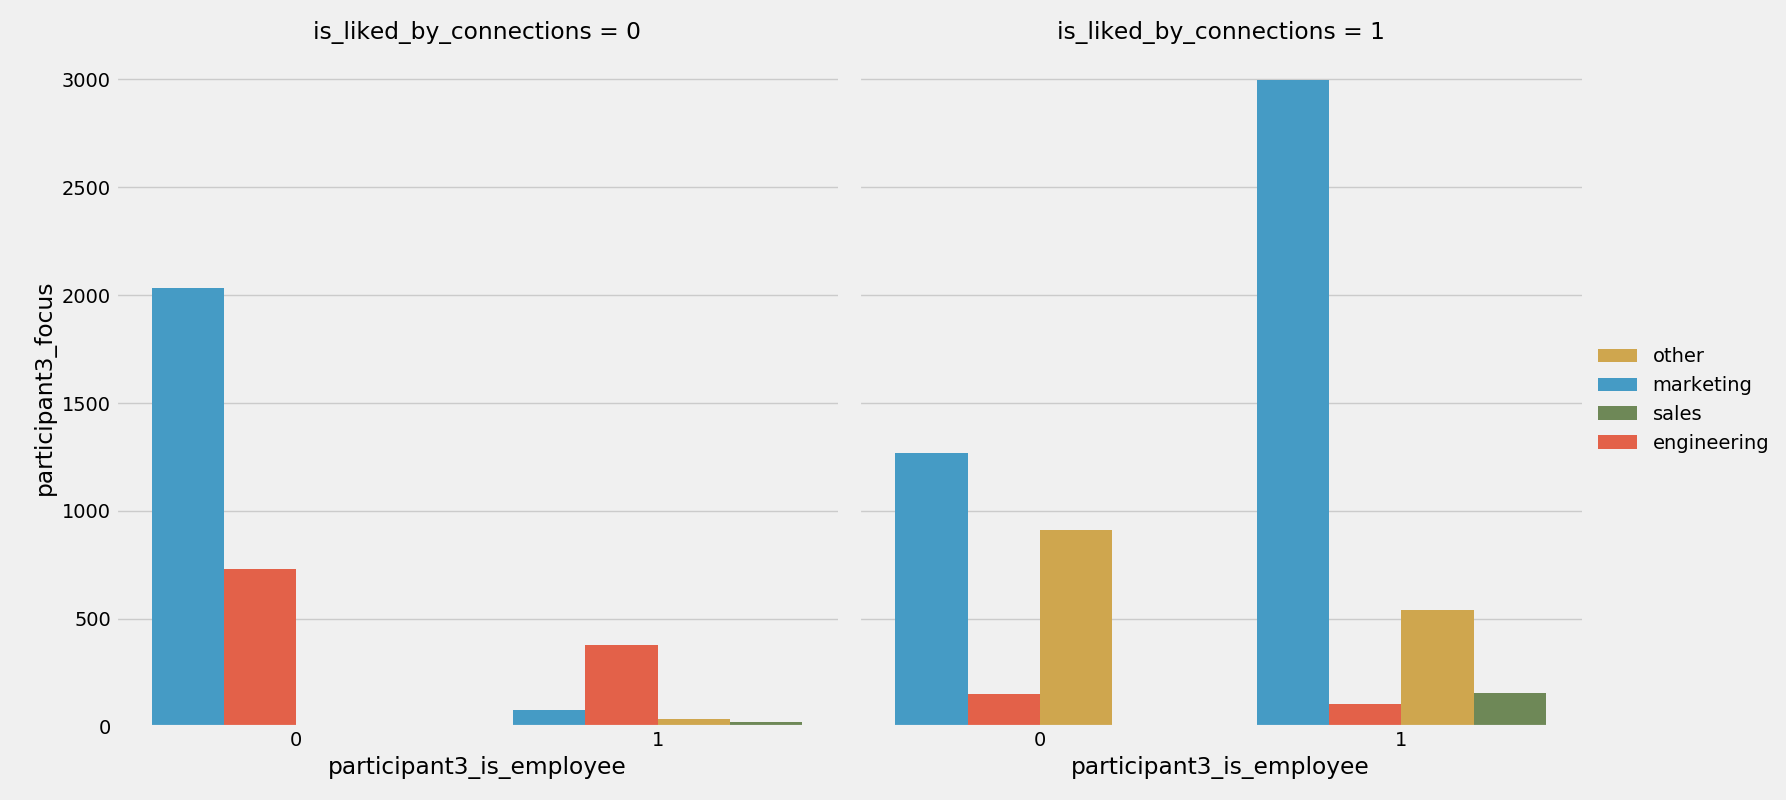 is_liked_by_connections = 0
is_liked_by_connections = 1
3000
2500
2000
1500
1000
500
0
participant3_focus
0
1
0
1
participant3_is_employee
participant3_is_employee
other
marketing
sales
engineering